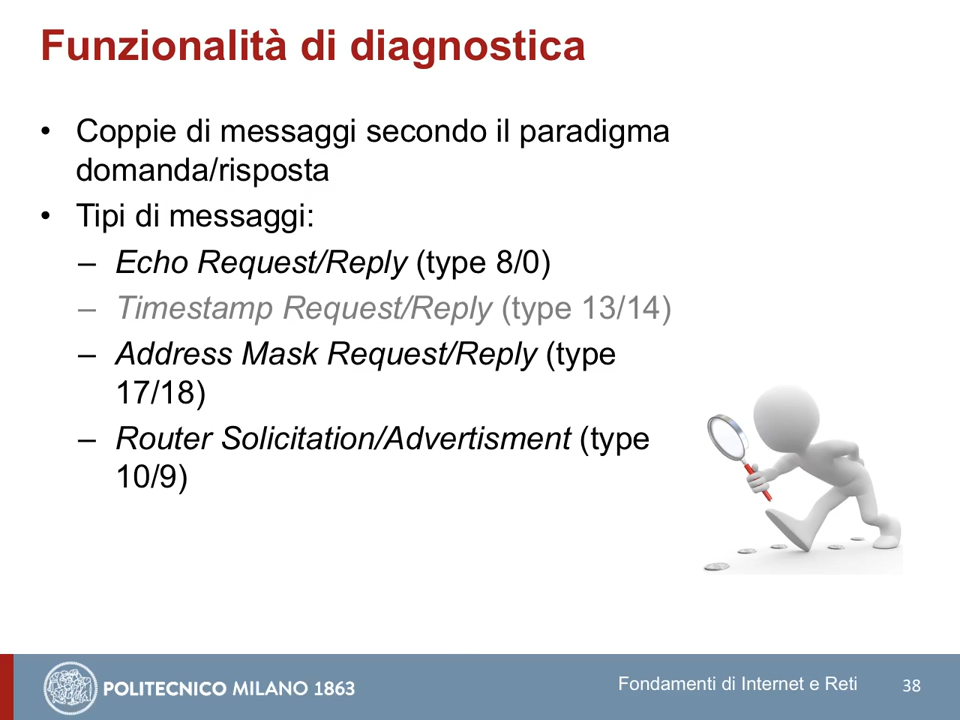 Funzionalità di diagnostica
• Coppie di messaggi secondo il paradigma
domanda/risposta
• Tipi di messaggi:
– Echo Request/Reply (type 8/0)
– Timestamp Request/Reply (type 13/14)
– Address Mask Request/Reply (type
17/18)
– Router Solicitation/Advertisment (type
10/9)
POLITECNICO MILANO 1863
Fondamenti di Internet e Reti
38